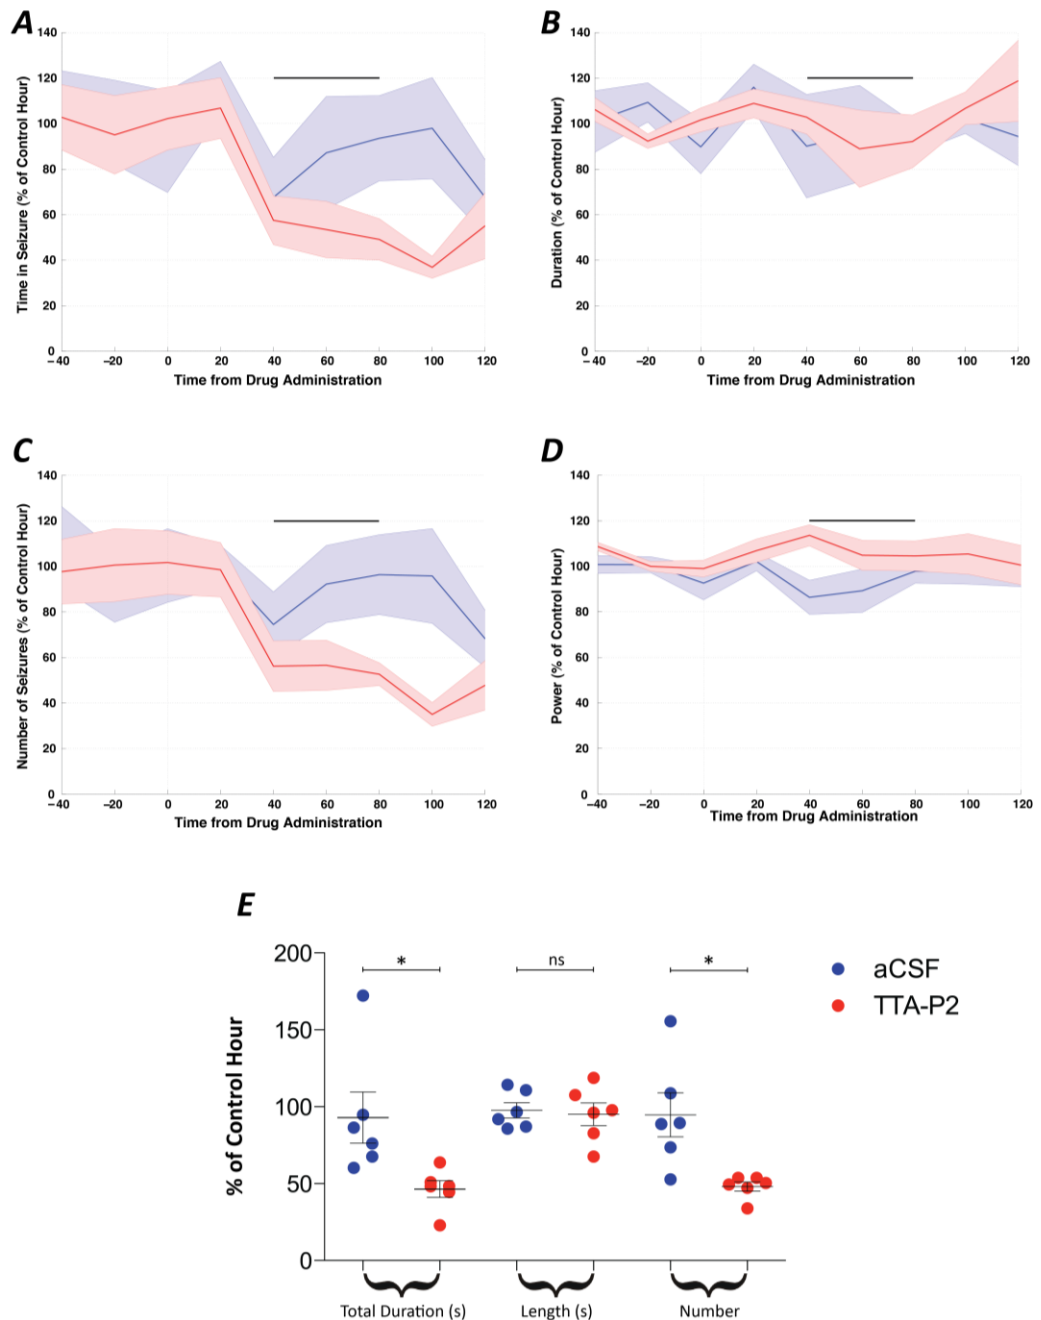 A
140
120
100
80
60
40
20
0
Time in Seizure (% of Control Hour)
−40 −20 0 20 40 60 80 100 120
Time from Drug Administration
B
140
120
100
80
60
40
20
0
Duration (% of Control Hour)
−40 −20 0 20 40 60 80 100 120
Time from Drug Administration
C
140
120
100
80
60
40
20
0
Number of Seizures (% of Control Hour)
−40 −20 0 20 40 60 80 100 120
Time from Drug Administration
D
140
120
100
80
60
40
20
0
Power (% of Control Hour)
−40 −20 0 20 40 60 80 100 120
Time from Drug Administration
E
200
150
100
50
0
% of Control Hour
* ns *
aCSF
TTA-P2
Total Duration (s) Length (s) Number